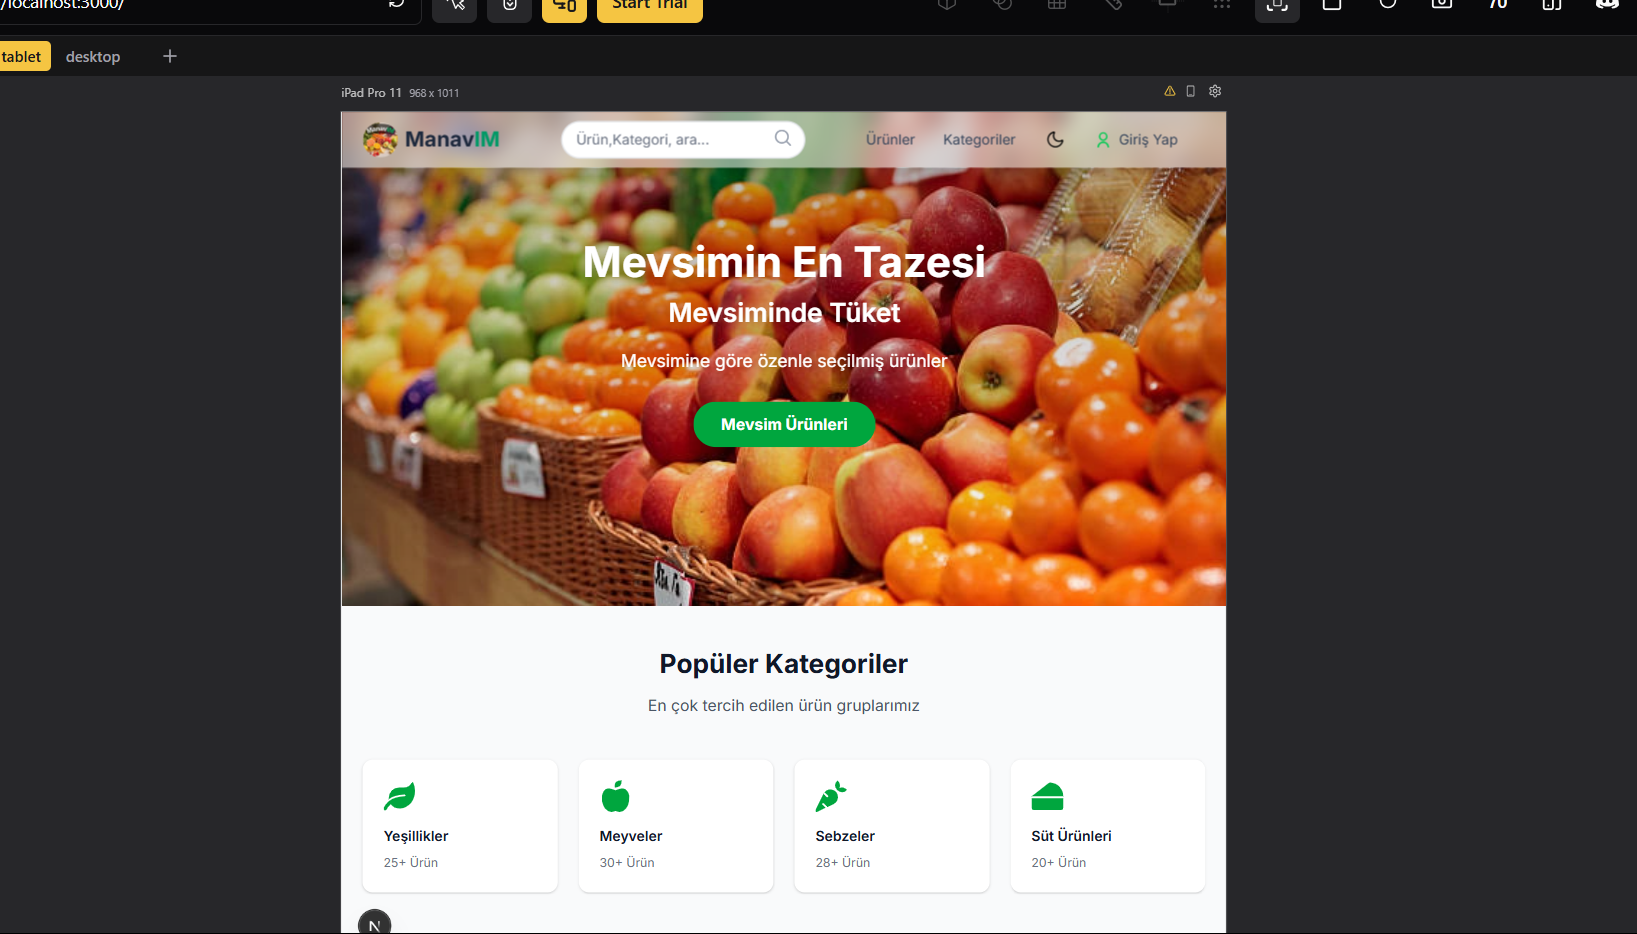 /localhost:3000/
Start Trial
70
tablet
desktop
iPad Pro 11 968 x 1011
ManavIM
Ürün,Kategori, ara...
Ürünler
Kategoriler
Giriş Yap
Mevsimin En Tazesi
Mevsiminde Tüket
Mevsimine göre özenle seçilmiş ürünler
Mevsim Ürünleri
Popüler Kategoriler
En çok tercih edilen ürün gruplarımız
Yeşillikler
25+ Ürün
Meyveler
30+ Ürün
Sebzeler
28+ Ürün
Süt Ürünleri
20+ Ürün
N